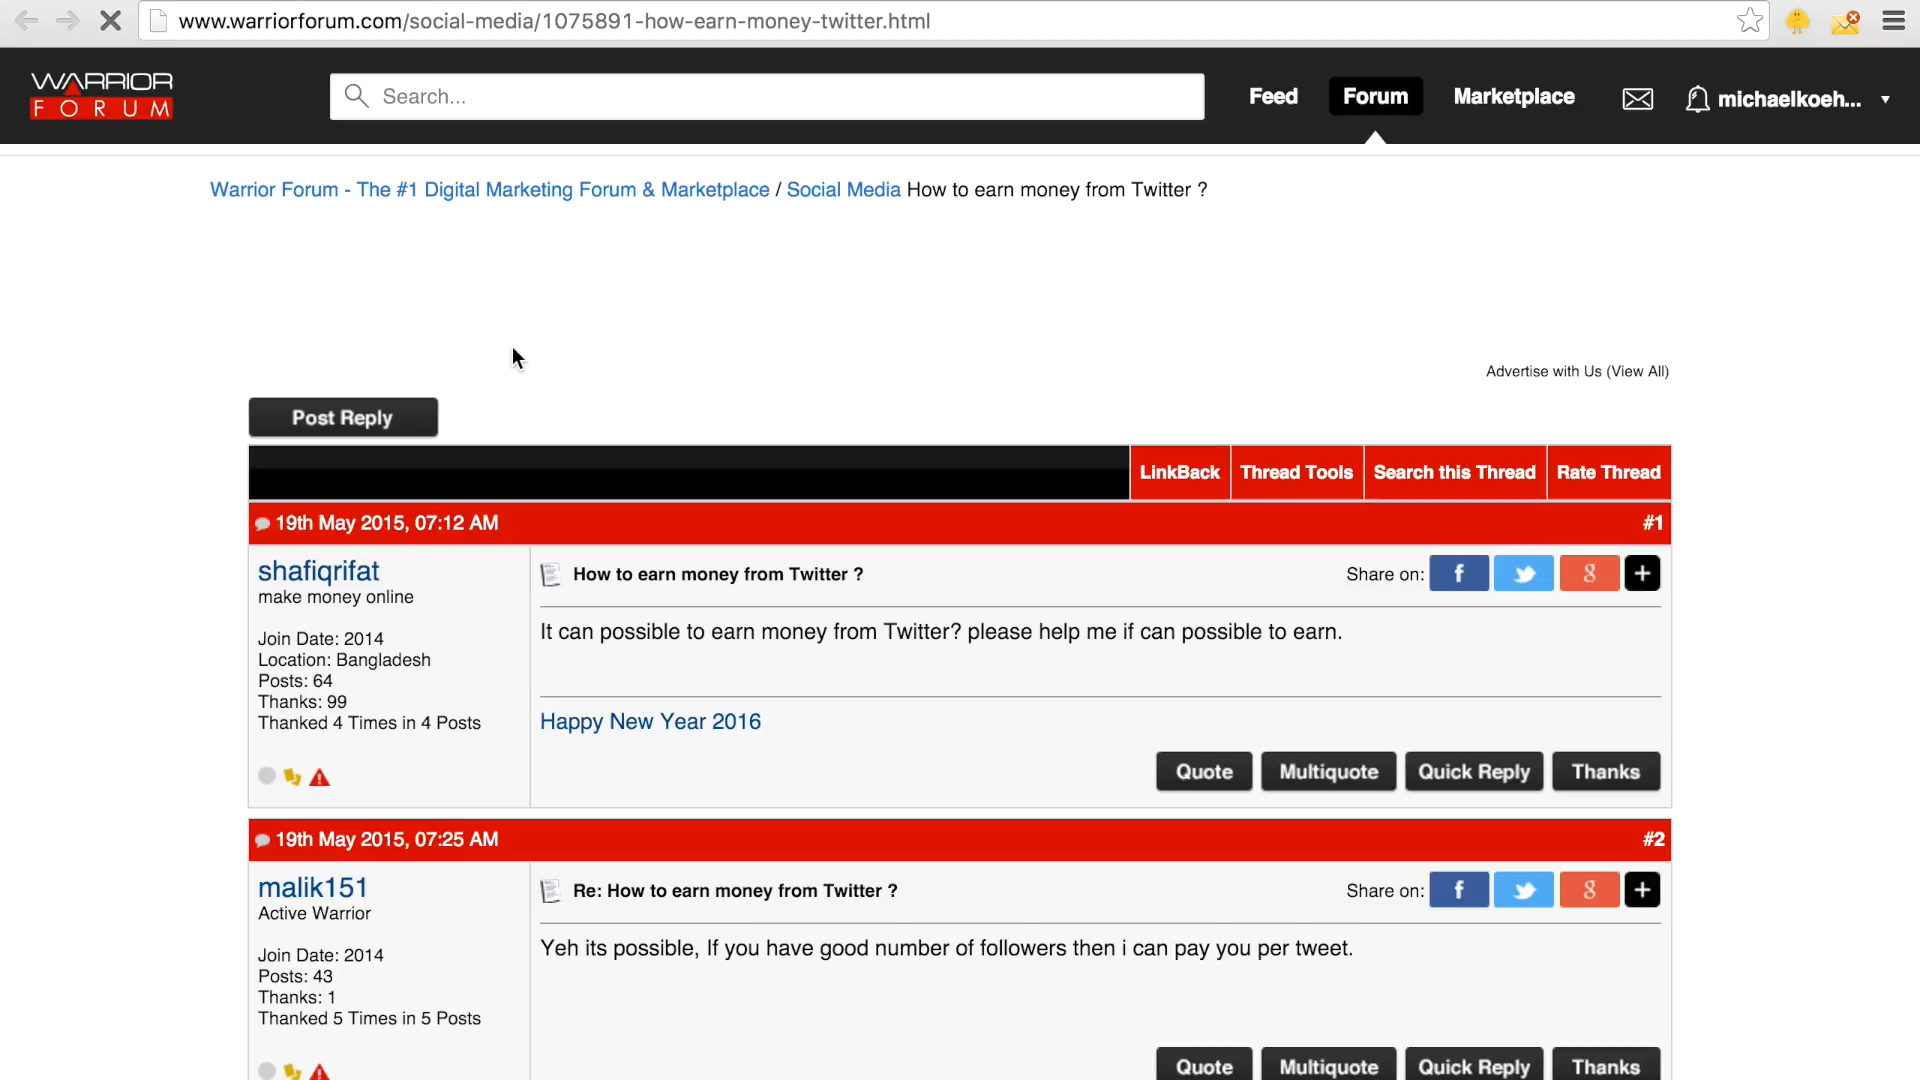 www.warriorforum.com/social-media/1075891-how-earn-money-twitter.html
WARRIOR
FORUM
Search...
Feed
Forum
Marketplace
michaelkoeh...
Warrior Forum - The #1 Digital Marketing Forum & Marketplace / Social Media How to earn money from Twitter ?
Advertise with Us (View All)
Post Reply
LinkBack
Thread Tools
Search this Thread
Rate Thread
19th May 2015, 07:12 AM
#1
shafiqrifat
make money online
Join Date: 2014
Location: Bangladesh
Posts: 64
Thanks: 99
Thanked 4 Times in 4 Posts
How to earn money from Twitter ?
Share on:
f
8
+
It can possible to earn money from Twitter? please help me if can possible to earn.
Happy New Year 2016
Quote
Multiquote
Quick Reply
Thanks
19th May 2015, 07:25 AM
#2
malik151
Active Warrior
Join Date: 2014
Posts: 43
Thanks: 1
Thanked 5 Times in 5 Posts
Re: How to earn money from Twitter ?
Share on:
f
8
+
Yeh its possible, If you have good number of followers then i can pay you per tweet.
Quote
Multiquote
Quick Reply
Thanks